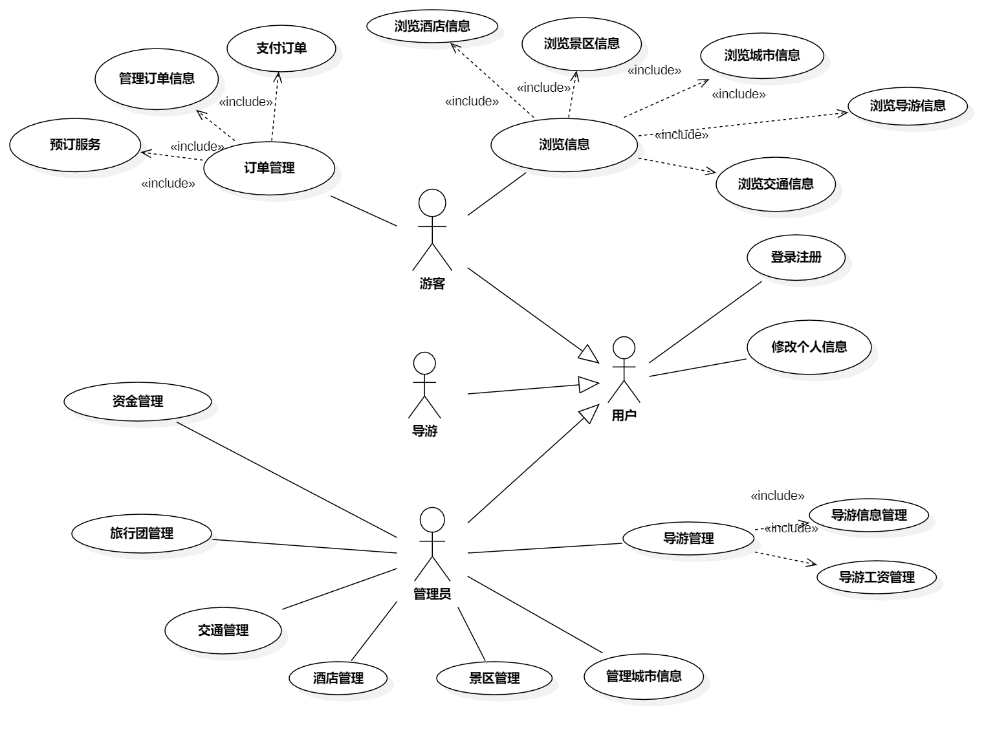 浏览酒店信息
支付订单
浏览景区信息
浏览城市信息
管理订单信息
«include»
«include»
«include»
«include»
«include»
浏览导游信息
预订服务
«include»
订单管理
浏览信息
«include»
«include»
浏览交通信息
登录注册
游客
修改个人信息
资金管理
导游
用户
«include»
导游信息管理
旅行团管理
导游管理
«include»
导游工资管理
管理员
交通管理
酒店管理
景区管理
管理城市信息